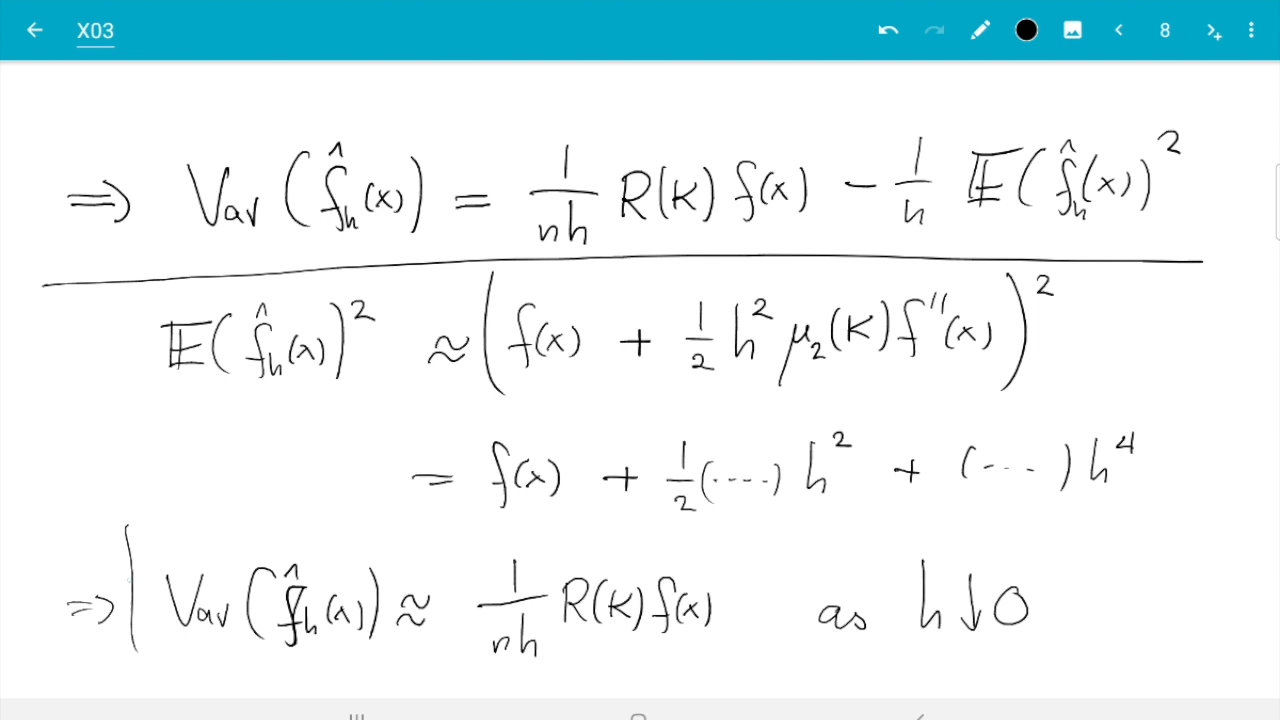 X03 8
⇒ Var(f̂ₕ(x)) = 1/nh R(K) f(x) − 1/n 𝔼(f̂ₕ(x))²
𝔼(f̂ₕ(x))² ≈ (f(x) + 1/2 h² μ₂(K) f''(x))²
= f(x) + 1/2 (....) h² + (...) h⁴
⇒ Var(f̂ₕ(x)) ≈ 1/nh R(K) f(x) as h↓0